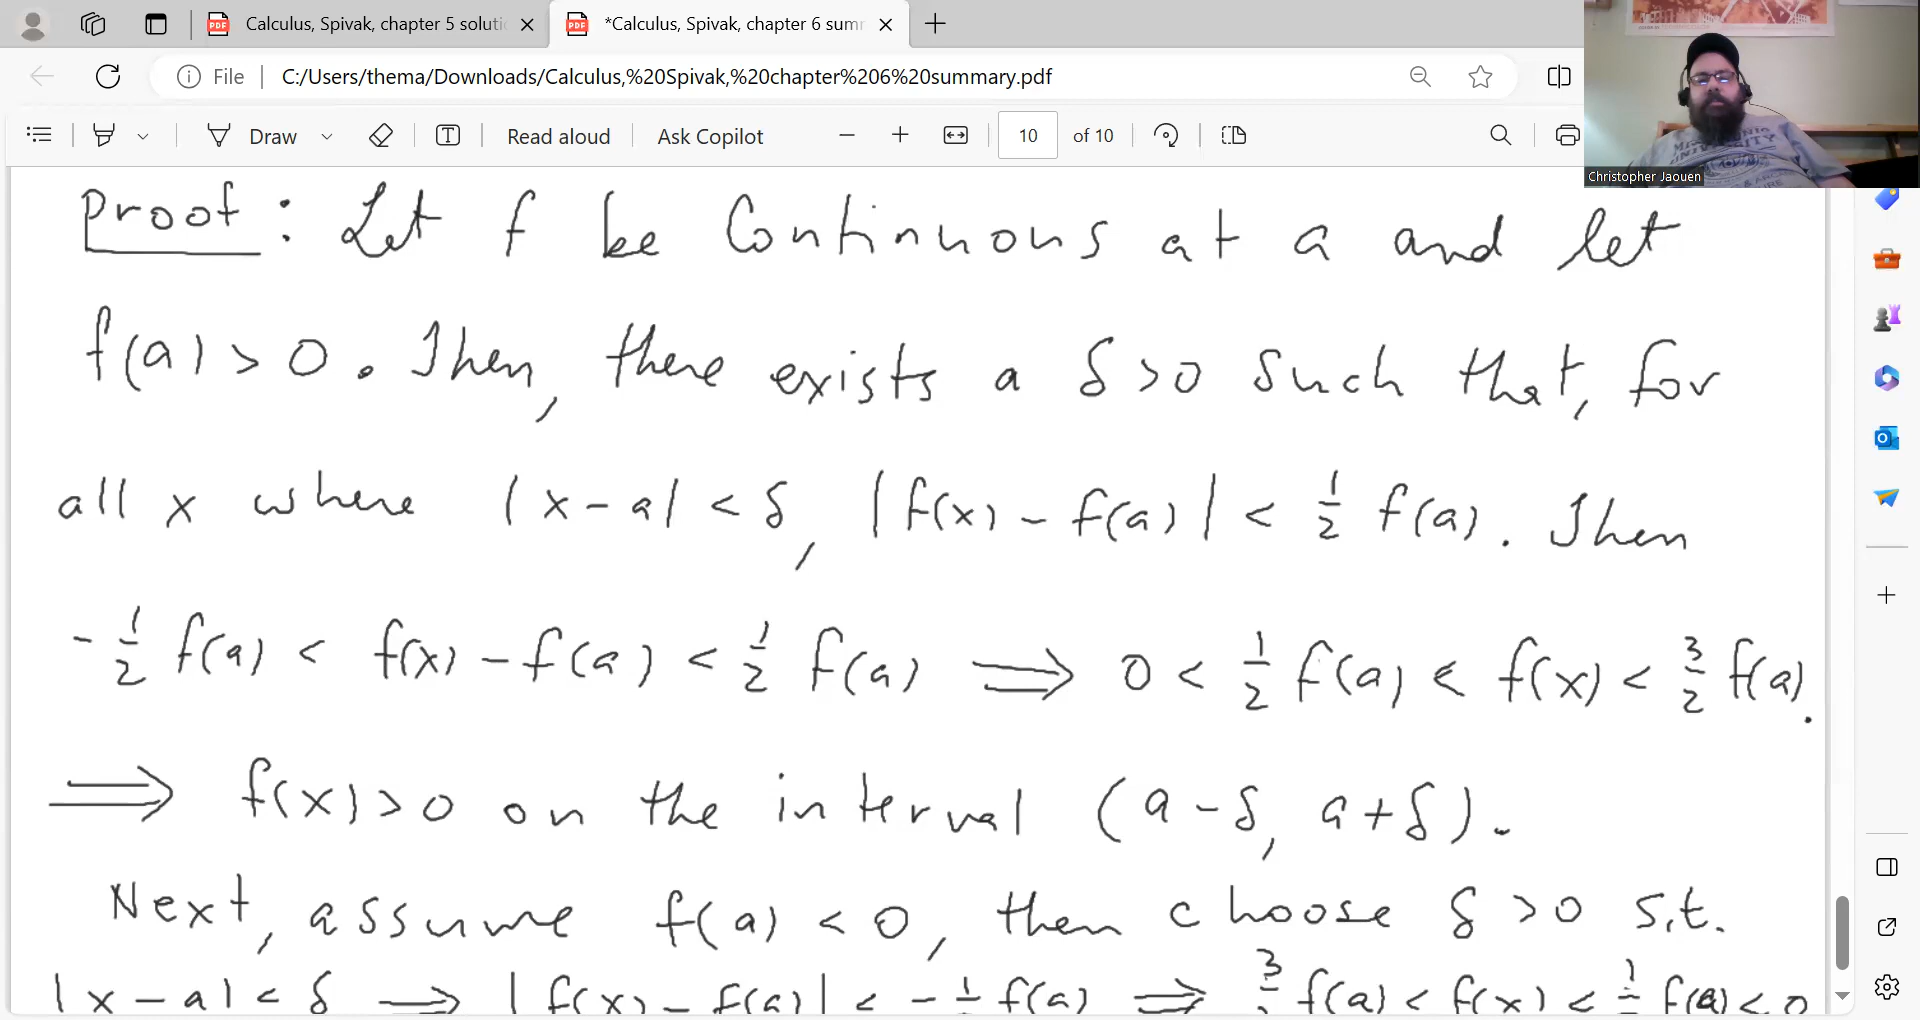 Calculus, Spivak, chapter 5 soluti
*Calculus, Spivak, chapter 6 sum
File
C:/Users/thema/Downloads/Calculus,%20Spivak,%20chapter%206%20summary.pdf
Draw
Read aloud
Ask Copilot
10 of 10
Christopher Jaouen
Proof: Let f be Continuous at a and let
f(a) > 0. Then, there exists a δ>0 such that, for
all x where |x-a| < δ, |f(x) - f(a)| < 1/2 f(a). Then
-1/2 f(a) < f(x) - f(a) < 1/2 f(a) ⟹ 0 < 1/2 f(a) < f(x) < 3/2 f(a).
⟹ f(x) > 0 on the interval (a-δ, a+δ).
Next, assume f(a) < 0, then choose δ > 0 s.t.
|x-a| < δ ⟹ |f(x) - f(a)| < -1/2 f(a) ⟹ 3/2 f(a) < f(x) < 1/2 f(a) < 0